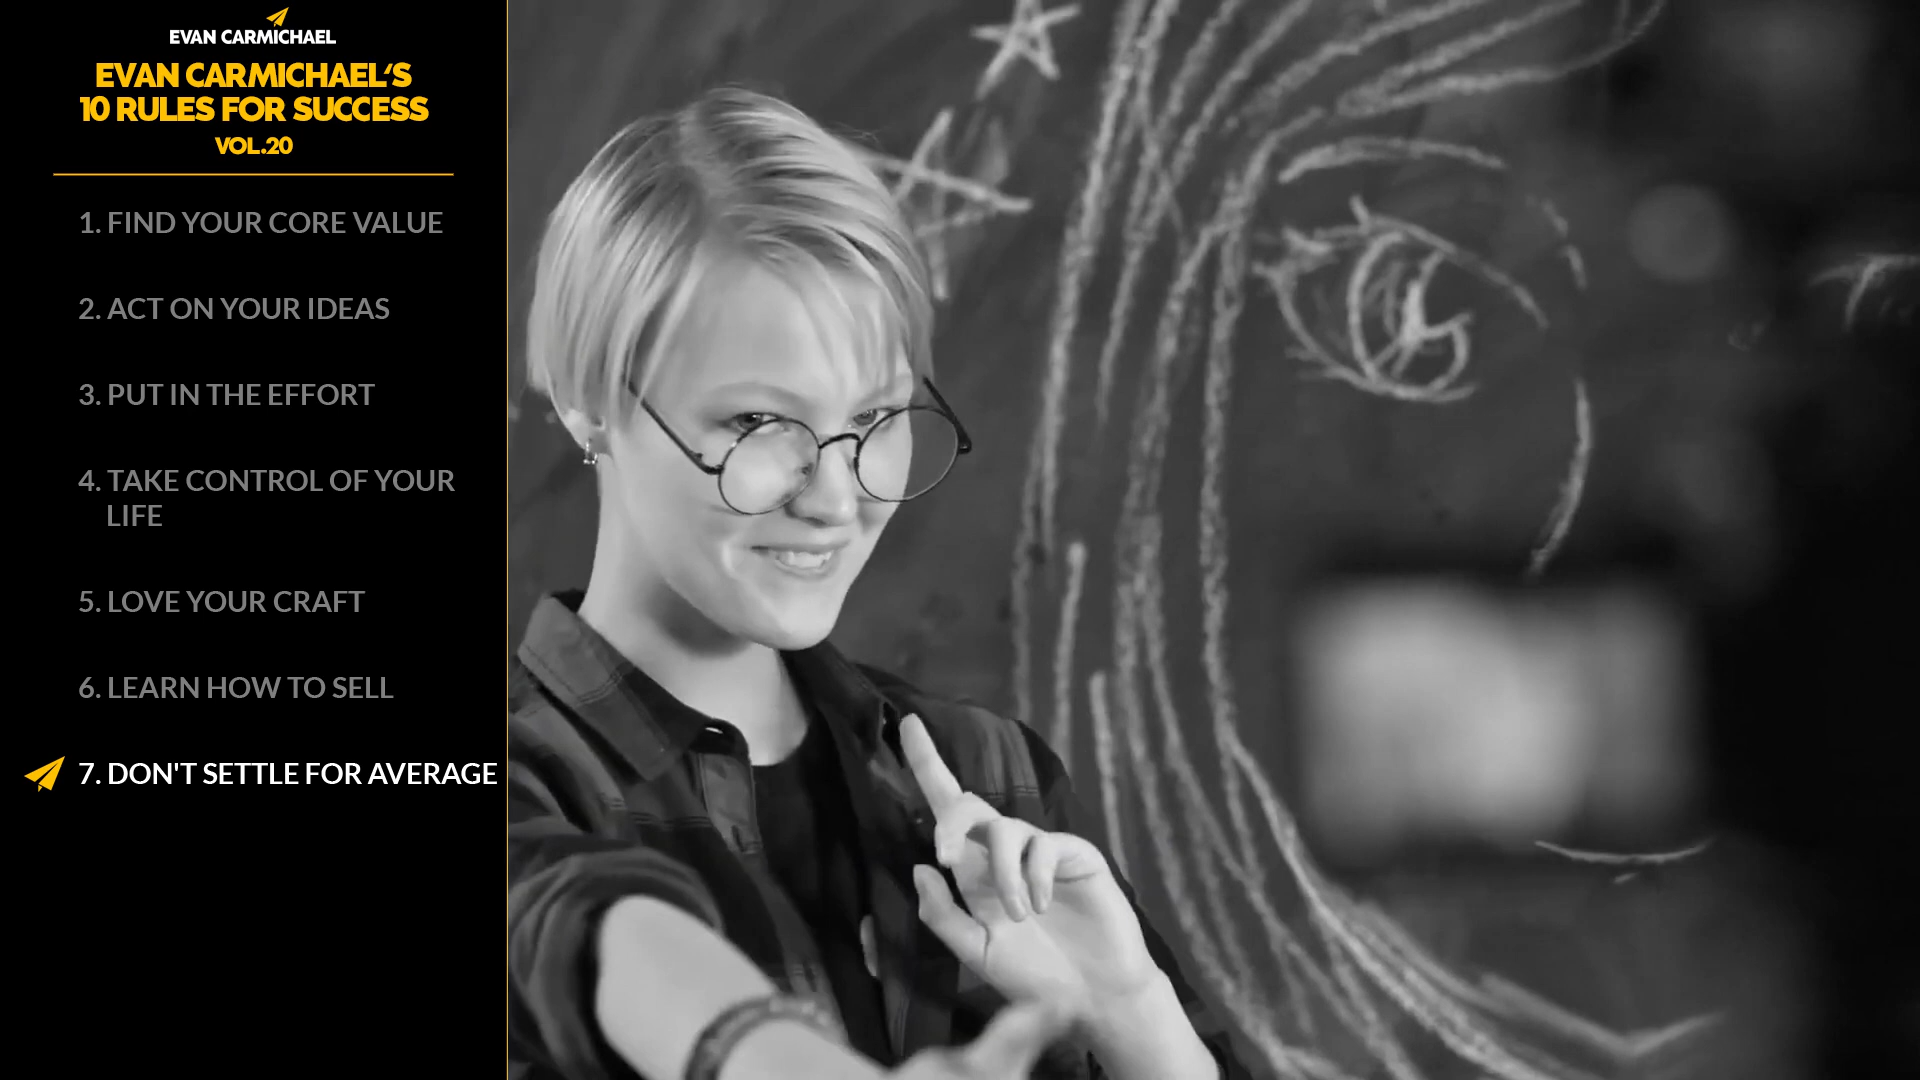 EVAN CARMICHAEL
EVAN CARMICHAEL'S
10 RULES FOR SUCCESS
VOL.20
1. FIND YOUR CORE VALUE
2. ACT ON YOUR IDEAS
3. PUT IN THE EFFORT
4. TAKE CONTROL OF YOUR
LIFE
5. LOVE YOUR CRAFT
6. LEARN HOW TO SELL
7. DON'T SETTLE FOR AVERAGE